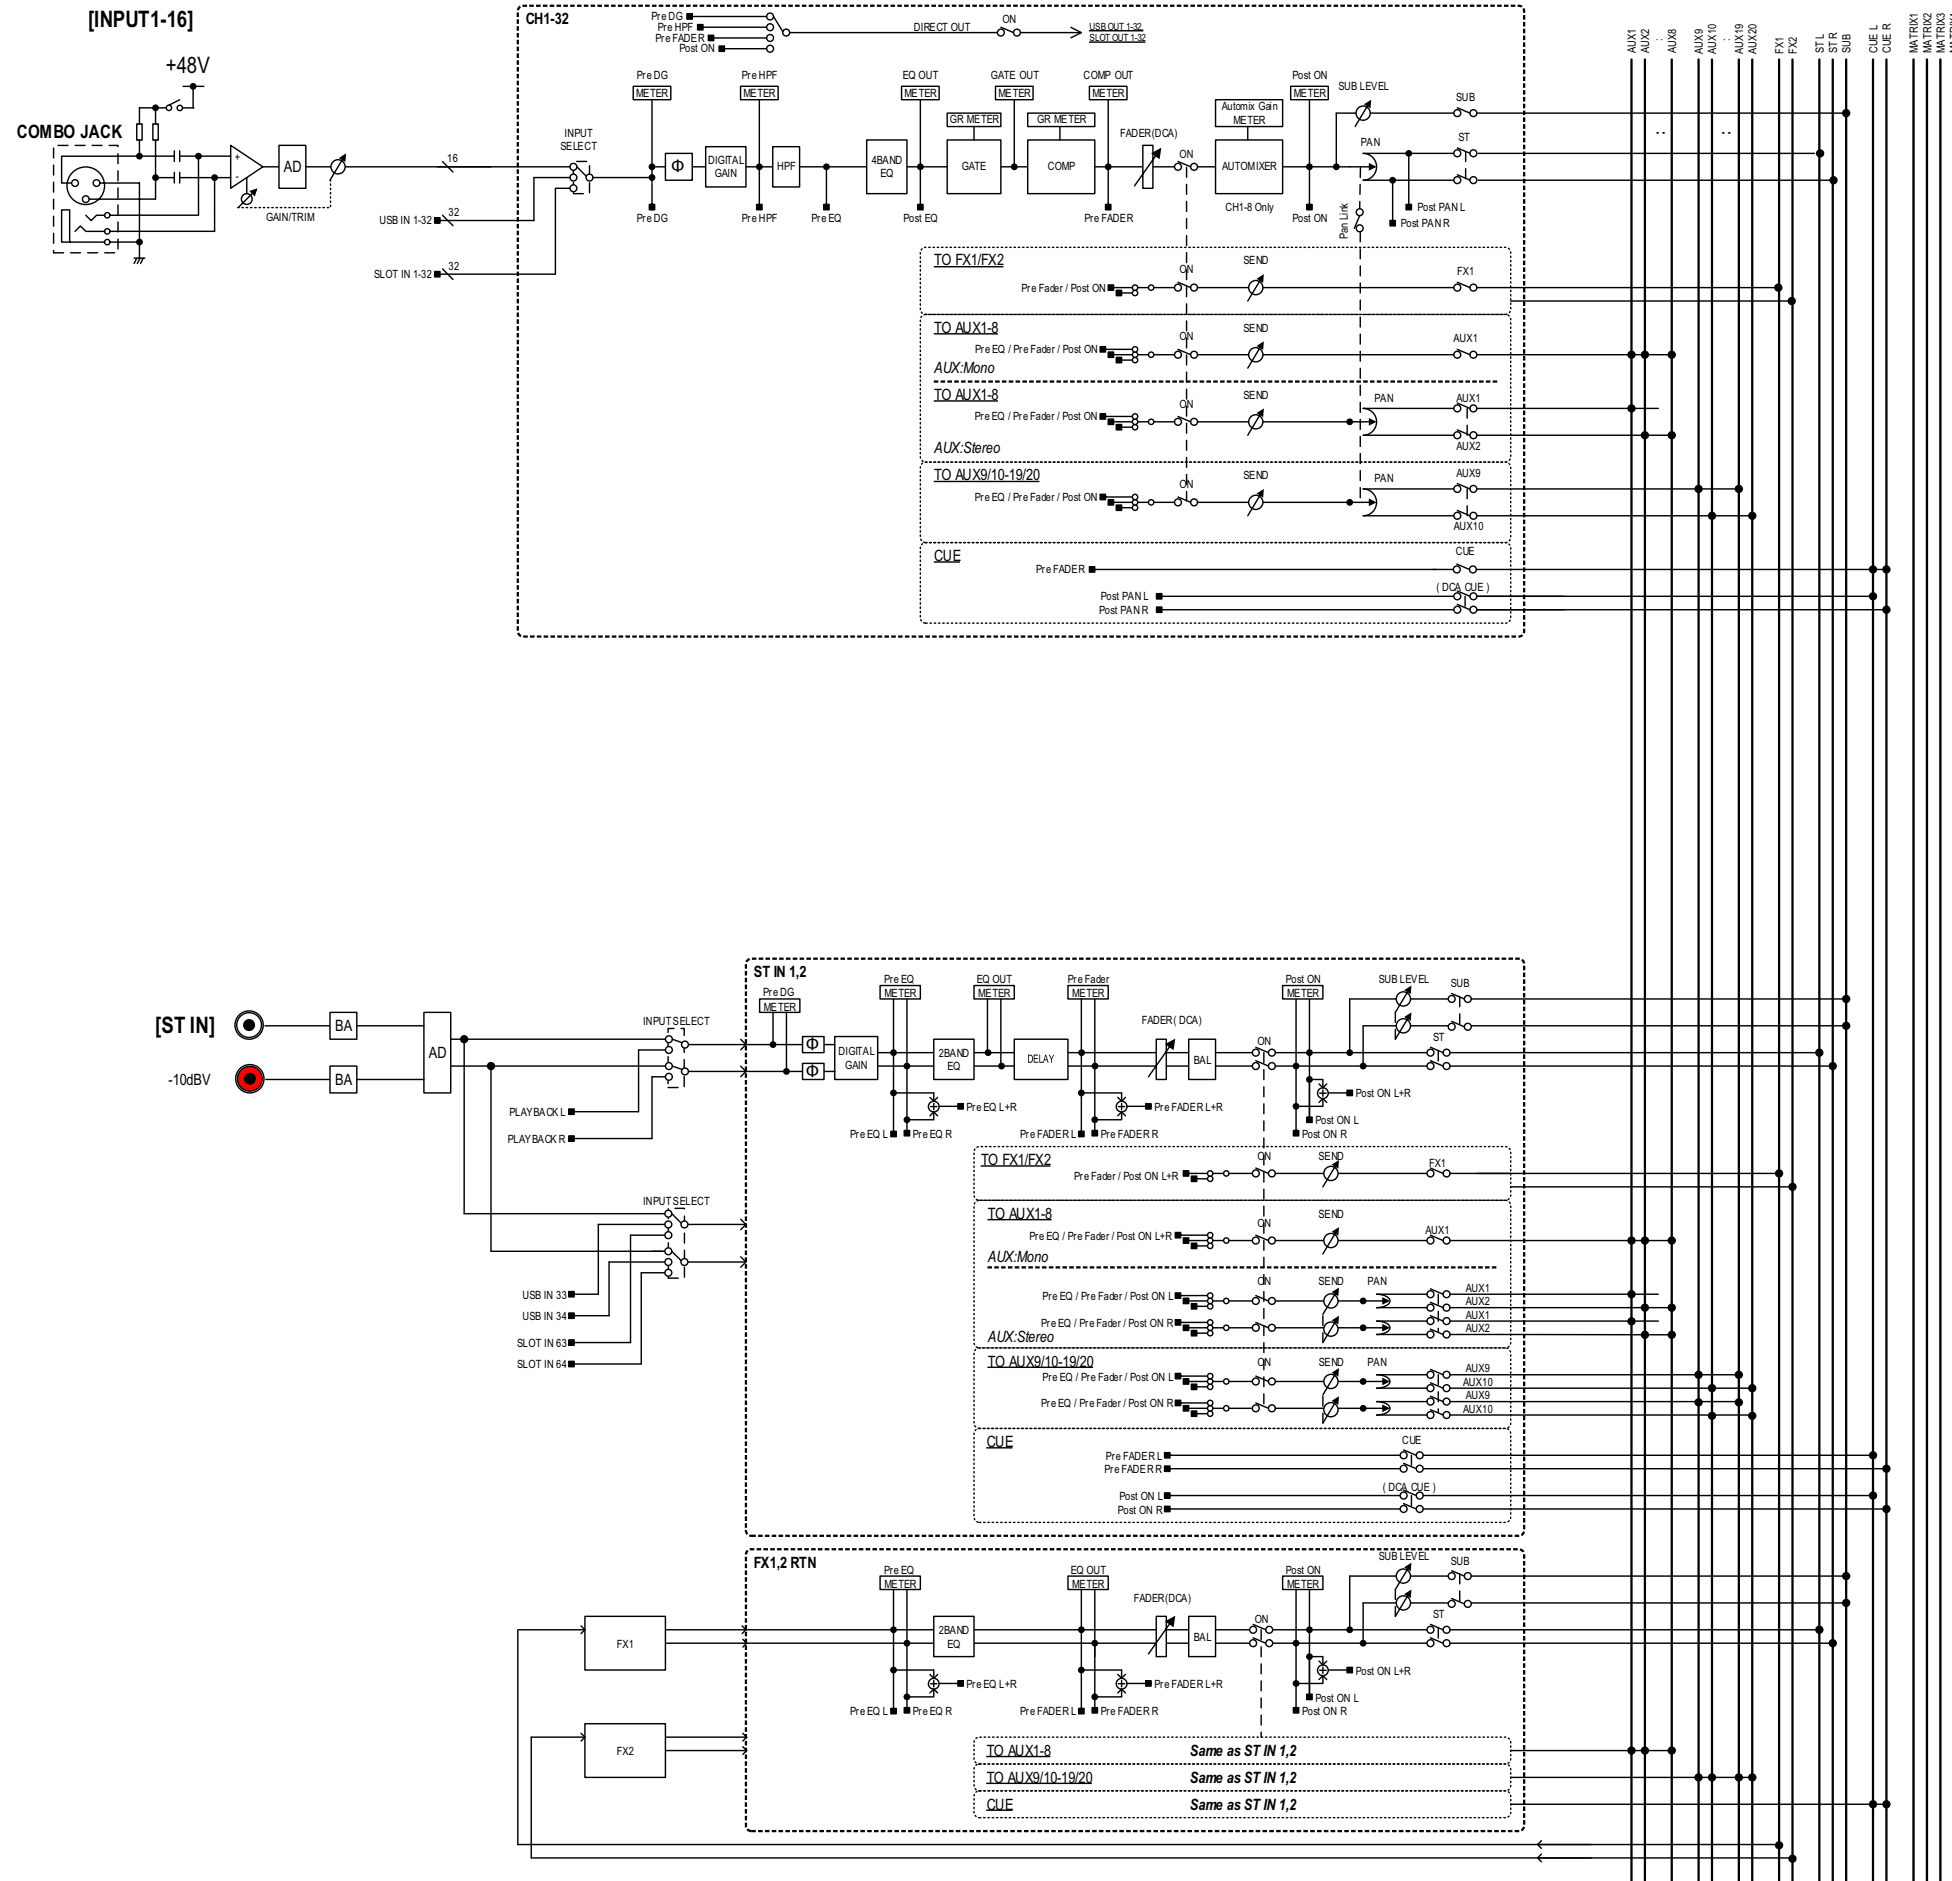 [INPUT1-16]
+48V
COMBO JACK
AD
GAIN/TRIM
16
USB IN 1-32
32
SLOT IN 1-32
32
INPUT
SELECT
CH1-32
Pre DG
Pre HPF
Pre FADER
Post ON
DIRECT OUT
ON
USB OUT 1-32
SLOT OUT 1-32
Pre DG
METER
Pre HPF
METER
EQ OUT
METER
GATE OUT
METER
COMP OUT
METER
Post ON
METER
SUB LEVEL
SUB
GR METER
GR METER
Automix Gain
METER
FADER(DCA)
ON
PAN
ST
Φ
DIGITAL
GAIN
HPF
4BAND
EQ
GATE
COMP
AUTOMIXER
CH1-8 Only
Pre DG
Pre HPF
Pre EQ
Post EQ
Pre FADER
Post ON
Pan Link
Post PAN L
Post PAN R
TO FX1/FX2
Pre Fader / Post ON
ON
SEND
FX1
TO AUX1-8
Pre EQ / Pre Fader / Post ON
ON
SEND
AUX1
AUX:Mono
TO AUX1-8
Pre EQ / Pre Fader / Post ON
ON
SEND
PAN
AUX1
AUX2
AUX:Stereo
TO AUX9/10-19/20
Pre EQ / Pre Fader / Post ON
ON
SEND
PAN
AUX9
AUX10
CUE
Pre FADER
CUE
( DCA CUE )
Post PAN L
Post PAN R
AUX1
AUX2
AUX8
AUX9
AUX10
AUX19
AUX20
FX1
FX2
ST L
ST R
SUB
CUE L
CUE R
MATRIX1
MATRIX2
MATRIX3
[ST IN]
-10dBV
BA
BA
AD
INPUT SELECT
PLAYBACK L
PLAYBACK R
INPUT SELECT
USB IN 33
USB IN 34
SLOT IN 63
SLOT IN 64
ST IN 1,2
Pre DG
METER
Pre EQ
METER
EQ OUT
METER
Pre Fader
METER
Post ON
METER
SUB LEVEL
SUB
FADER( DCA)
ON
ST
Φ
Φ
DIGITAL
GAIN
2BAND
EQ
DELAY
BAL
Pre EQ L+R
Pre EQ L
Pre EQ R
Pre FADER L+R
Pre FADER L
Pre FADER R
Post ON L+R
Post ON L
Post ON R
TO FX1/FX2
Pre Fader / Post ON L+R
ON
SEND
FX1
TO AUX1-8
Pre EQ / Pre Fader / Post ON L+R
ON
SEND
AUX1
AUX:Mono
Pre EQ / Pre Fader / Post ON L
Pre EQ / Pre Fader / Post ON R
ON
SEND
PAN
AUX1
AUX2
AUX1
AUX2
AUX:Stereo
TO AUX9/10-19/20
Pre EQ / Pre Fader / Post ON L
Pre EQ / Pre Fader / Post ON R
ON
SEND
PAN
AUX9
AUX10
AUX9
AUX10
CUE
Pre FADER L
Pre FADER R
CUE
( DCA CUE )
Post ON L
Post ON R
FX1,2 RTN
Pre EQ
METER
EQ OUT
METER
Post ON
METER
SUB LEVEL
SUB
FADER(DCA)
ON
ST
FX1
2BAND
EQ
BAL
Pre EQ L+R
Pre EQ L
Pre EQ R
Pre FADER L+R
Pre FADER L
Pre FADER R
Post ON L+R
Post ON L
Post ON R
FX2
TO AUX1-8
Same as ST IN 1,2
TO AUX9/10-19/20
Same as ST IN 1,2
CUE
Same as ST IN 1,2